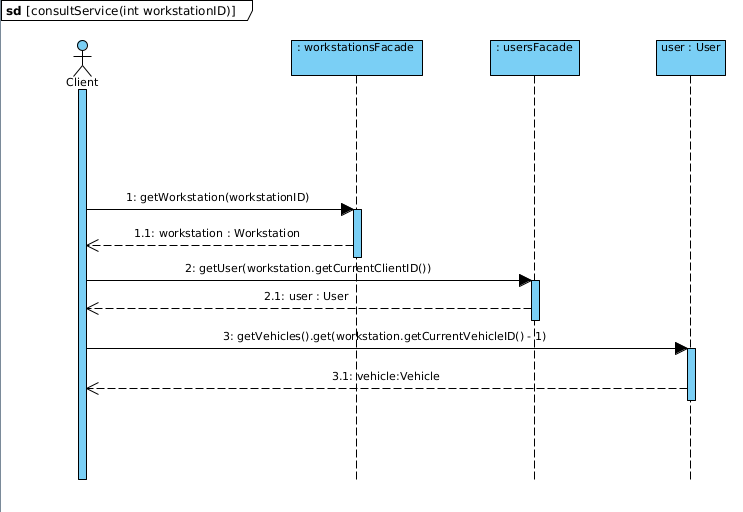 sd [consultService(int workstationID)]
: workstationsFacade
: usersFacade
user : User
Client
1: getWorkstation(workstationID)
1.1: workstation : Workstation
2: getUser(workstation.getCurrentClientID())
2.1: user : User
3: getVehicles().get(workstation.getCurrentVehicleID() - 1)
3.1: vehicle:Vehicle